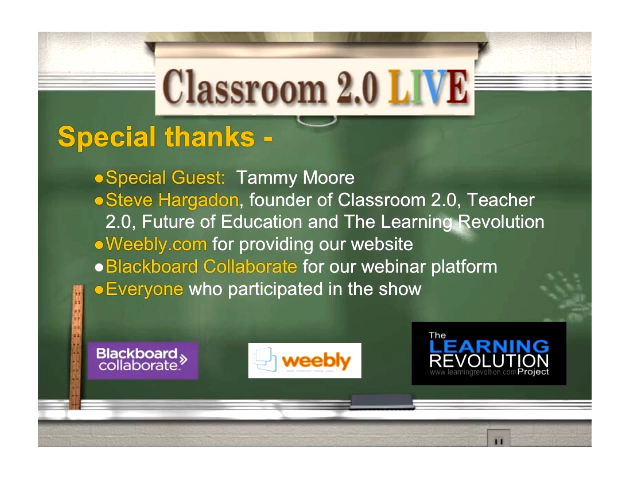 Classroom 2.0 LIVE
Special thanks -
●Special Guest: Tammy Moore
●Steve Hargadon, founder of Classroom 2.0, Teacher
2.0, Future of Education and The Learning Revolution
●Weebly.com for providing our website
●Blackboard Collaborate for our webinar platform
●Everyone who participated in the show
Blackboard
collaborate
weebly
The
LEARNING
REVOLUTION
www.learningrevolution.com Project